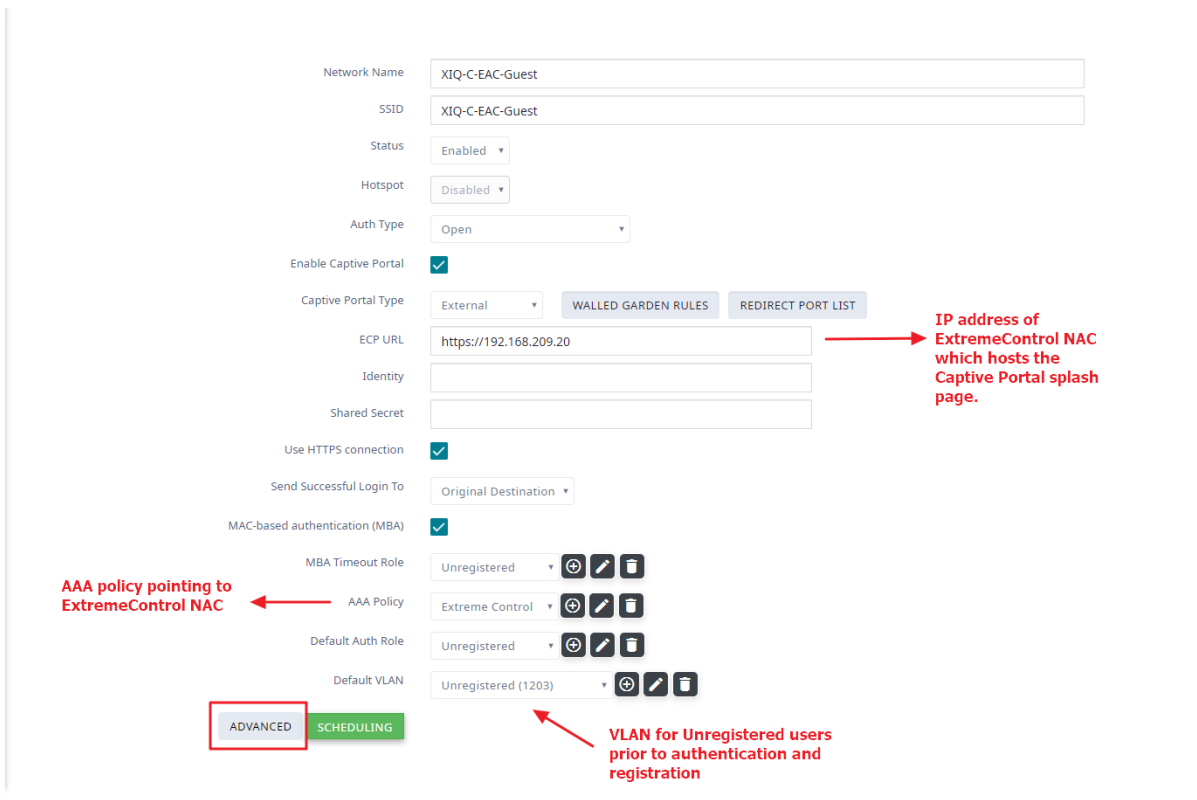 Network Name
XIQ-C-EAC-Guest
SSID
XIQ-C-EAC-Guest
Status
Enabled
Hotspot
Disabled
Auth Type
Open
Enable Captive Portal
Captive Portal Type
External
WALLED GARDEN RULES
REDIRECT PORT LIST
ECP URL
https://192.168.209.20
IP address of
ExtremeControl NAC
which hosts the
Captive Portal splash
page.
Identity
Shared Secret
Use HTTPS connection
Send Successful Login To
Original Destination
MAC-based authentication (MBA)
MBA Timeout Role
Unregistered
AAA policy pointing to
ExtremeControl NAC
AAA Policy
Extreme Control
Default Auth Role
Unregistered
Default VLAN
Unregistered (1203)
ADVANCED
SCHEDULING
VLAN for Unregistered users
prior to authentication and
registration